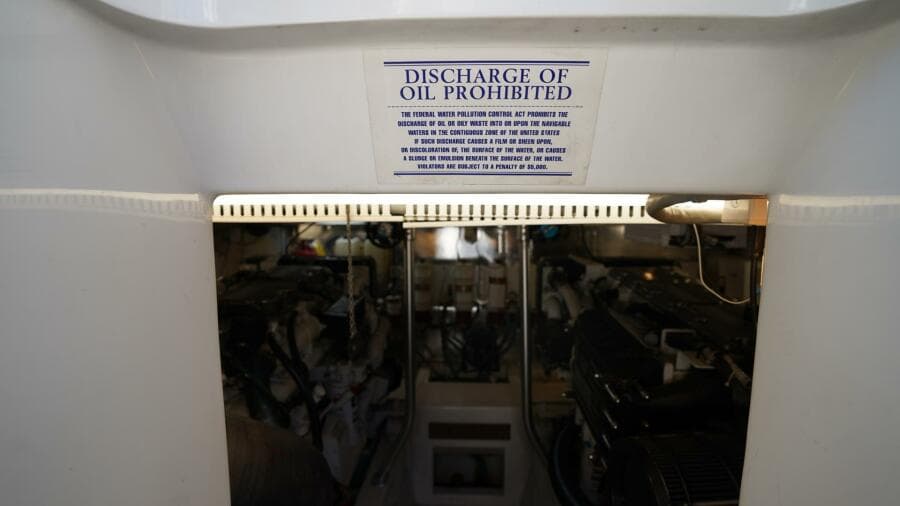 DISCHARGE OF
OIL PROHIBITED
THE FEDERAL WATER POLLUTION CONTROL ACT PROHIBITS THE
DISCHARGE OF OIL OR OILY WASTE INTO OR UPON THE NAVIGABLE
WATERS IN THE CONTIGUOUS ZONE OF THE UNITED STATES
IF SUCH DISCHARGE CAUSES A FILM OR SHEEN UPON,
OR DISCOLORATION OF, THE SURFACE OF THE WATER, OR CAUSES
A SLUDGE OR EMULSION BENEATH THE SURFACE OF THE WATER.
VIOLATORS ARE SUBJECT TO A PENALTY OF $5,000.